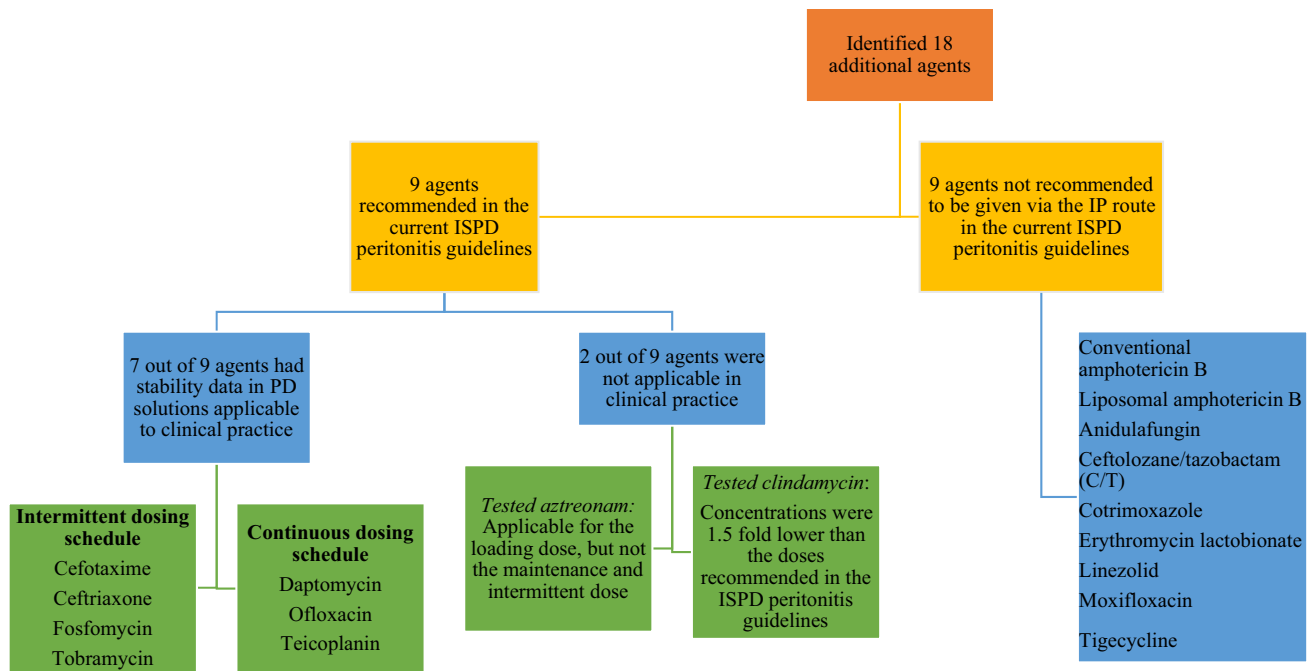 Identified 18
additional agents
9 agents
recommended in the
current ISPD
peritonitis guidelines
9 agents not recommended
to be given via the IP route
in the current ISPD
peritonitis guidelines
7 out of 9 agents had
stability data in PD
solutions applicable
to clinical practice
2 out of 9 agents were
not applicable in
clinical practice
Intermittent dosing
schedule
Cefotaxime
Ceftriaxone
Fosfomycin
Tobramycin
Continuous dosing
schedule
Daptomycin
Ofloxacin
Teicoplanin
Tested aztreonam:
Applicable for the
loading dose, but not
the maintenance and
intermittent dose
Tested clindamycin:
Concentrations were
1.5 fold lower than
the doses
recommended in the
ISPD peritonitis
guidelines
Conventional
amphotericin B
Liposomal amphotericin B
Anidulafungin
Ceftolozane/tazobactam
(C/T)
Cotrimoxazole
Erythromycin lactobionate
Linezolid
Moxifloxacin
Tigecycline